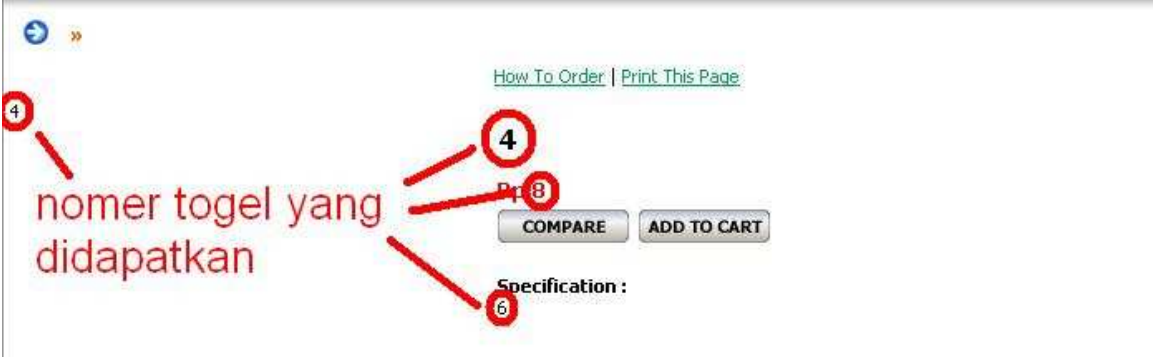 »
How To Order | Print This Page
4
4
Rp 8
nomer togel yang
didapatkan
COMPARE
ADD TO CART
Specification :
6